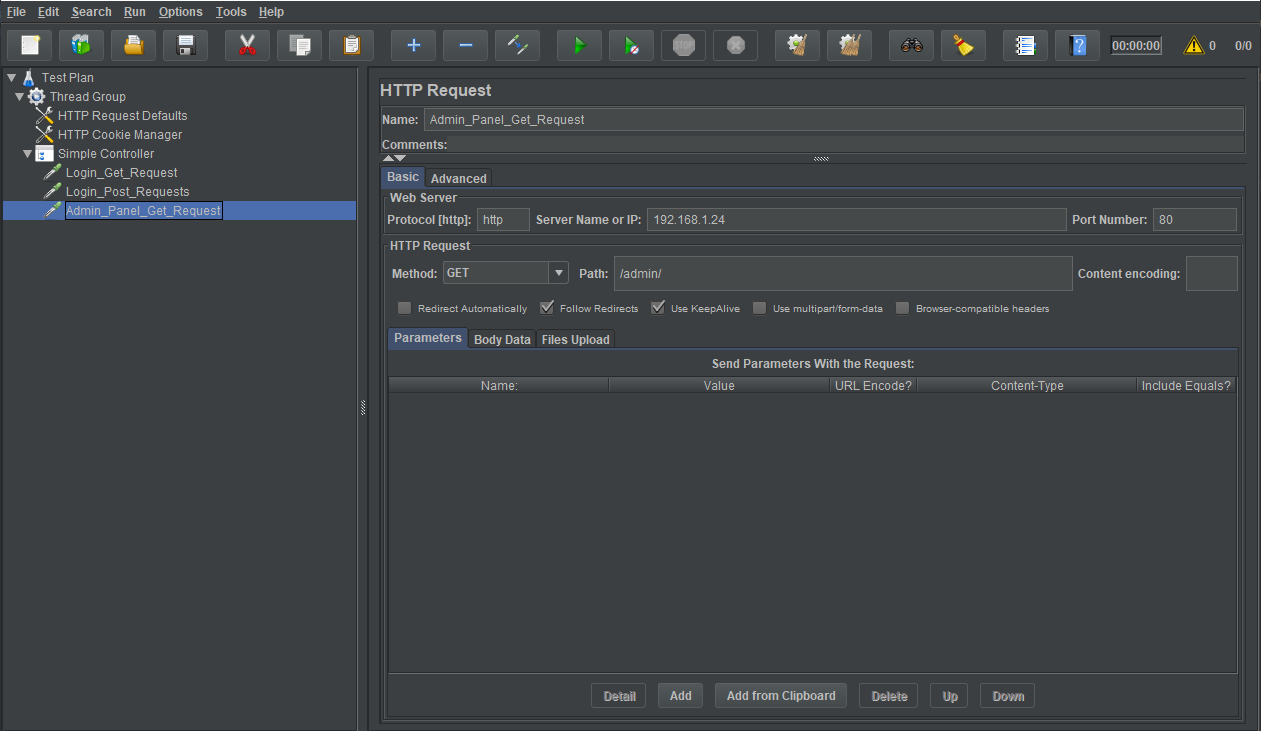 File Edit Search Run Options Tools Help
STOP 00:00:00 0 0/0
Test Plan
Thread Group
HTTP Request Defaults
HTTP Cookie Manager
Simple Controller
Login_Get_Request
Login_Post_Requests
Admin_Panel_Get_Request
HTTP Request
Name: Admin_Panel_Get_Request
Comments:
Basic Advanced
Web Server
Protocol [http]: http Server Name or IP: 192.168.1.24 Port Number: 80
HTTP Request
Method: GET Path: /admin/ Content encoding:
Redirect Automatically Follow Redirects Use KeepAlive Use multipart/form-data Browser-compatible headers
Parameters Body Data Files Upload
Send Parameters With the Request:
Name: Value URL Encode? Content-Type Include Equals?
Detail Add Add from Clipboard Delete Up Down